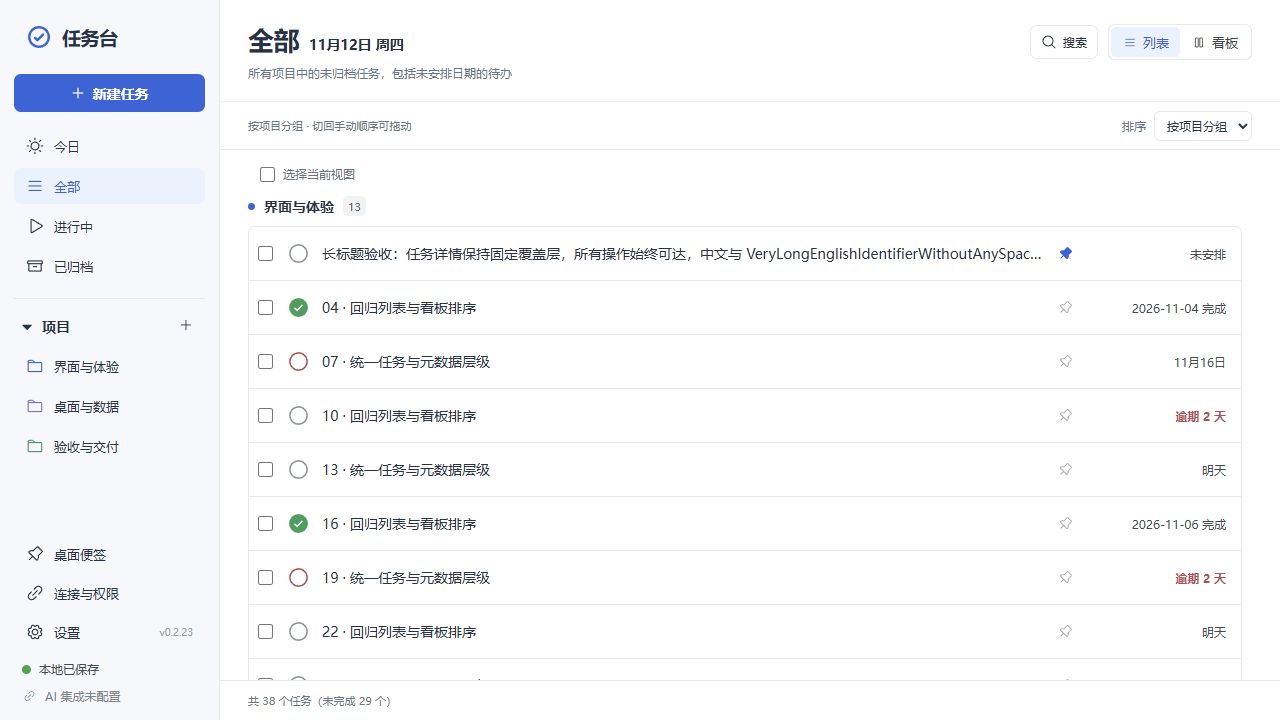 任务台
新建任务
今日
全部
进行中
已归档
项目
界面与体验
桌面与数据
验收与交付
桌面便签
连接与权限
设置 v0.2.23
本地已保存
AI 集成未配置
全部 11月12日 周四
所有项目中的未归档任务，包括未安排日期的待办
搜索 列表 看板
按项目分组 · 切回手动顺序可拖动
排序 按项目分组
选择当前视图
界面与体验 13
长标题验收：任务详情保持固定覆盖层，所有操作始终可达，中文与 VeryLongEnglishIdentifierWithoutAnySpac... 未安排
04 · 回归列表与看板排序 2026-11-04 完成
07 · 统一任务与元数据层级 11月16日
10 · 回归列表与看板排序 逾期 2 天
13 · 统一任务与元数据层级 明天
16 · 回归列表与看板排序 2026-11-06 完成
19 · 统一任务与元数据层级 逾期 2 天
22 · 回归列表与看板排序 明天
共 38 个任务（未完成 29 个）